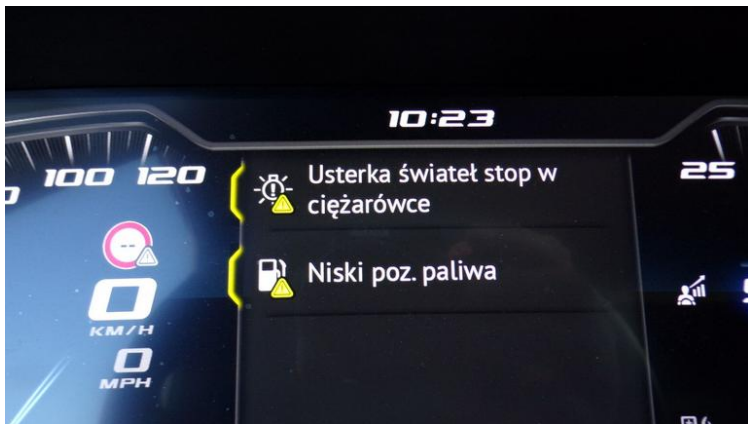 10:23
100 120
Usterka świateł stop w
ciężarówce
25
--
Niski poz. paliwa
0
KM/H
0
MPH